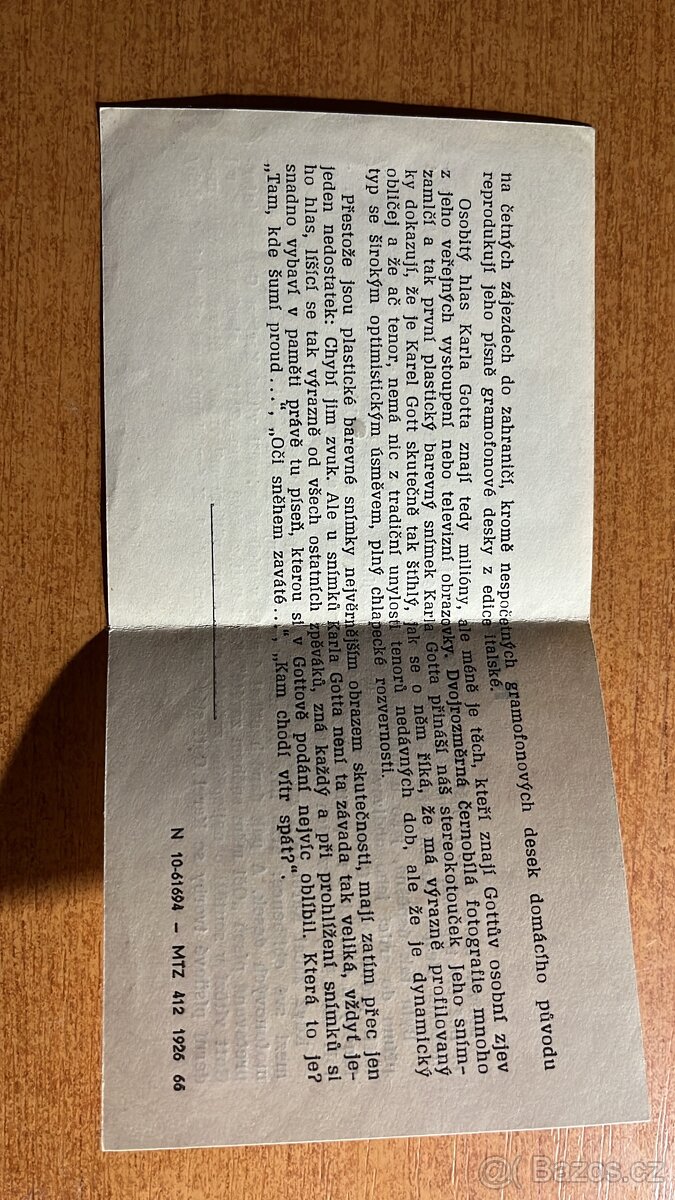 na četných zájezdech do zahraničí, kromě nespočetných gramofonových desek domácího původu
reprodukují jeho písně gramofonové desky z edice italské.
Osobitý hlas Karla Gotta znají tedy milióny, ale méně je těch, kteří znají Gottův osobní zjev
z jeho veřejných vystoupení nebo televizní obrazovky. Dvojrozměrná černobílá fotografie mnoho
zamlčí a tak první plastický barevný snímek Karla Gotta přináší náš stereokotouček. Jeho sním-
ky dokazují, že je Karel Gott skutečně tak štíhlý, jak se o něm říká, že má výrazně profilovaný
obličej a že ač tenor, nemá nic z tradiční unylosti tenorů nedávných dob, ale že je dynamický
typ se širokým optimistickým úsměvem, plný chlapecké rozvernosti.
Přestože jsou plastické barevné snímky nejvěrnějším obrazem skutečnosti, mají zatím přec jen
jeden nedostatek: Chybí jim zvuk. Ale u snímků Karla Gotta není ta závada tak veliká, vždyť je-
ho hlas, lišící se tak výrazně od všech ostatních zpěváků, zná každý a při prohlížení snímků si
snadno vybaví v paměti právě tu píseň, kterou si v Gottově podání nejvíc oblíbil. Která to je?
„Tam, kde šumí proud...“, „Oči sněhem zaváté...“, „Kam chodí vítr spát?“.
N 10-61694 — MTZ 412 1926 66
Bazos.cz